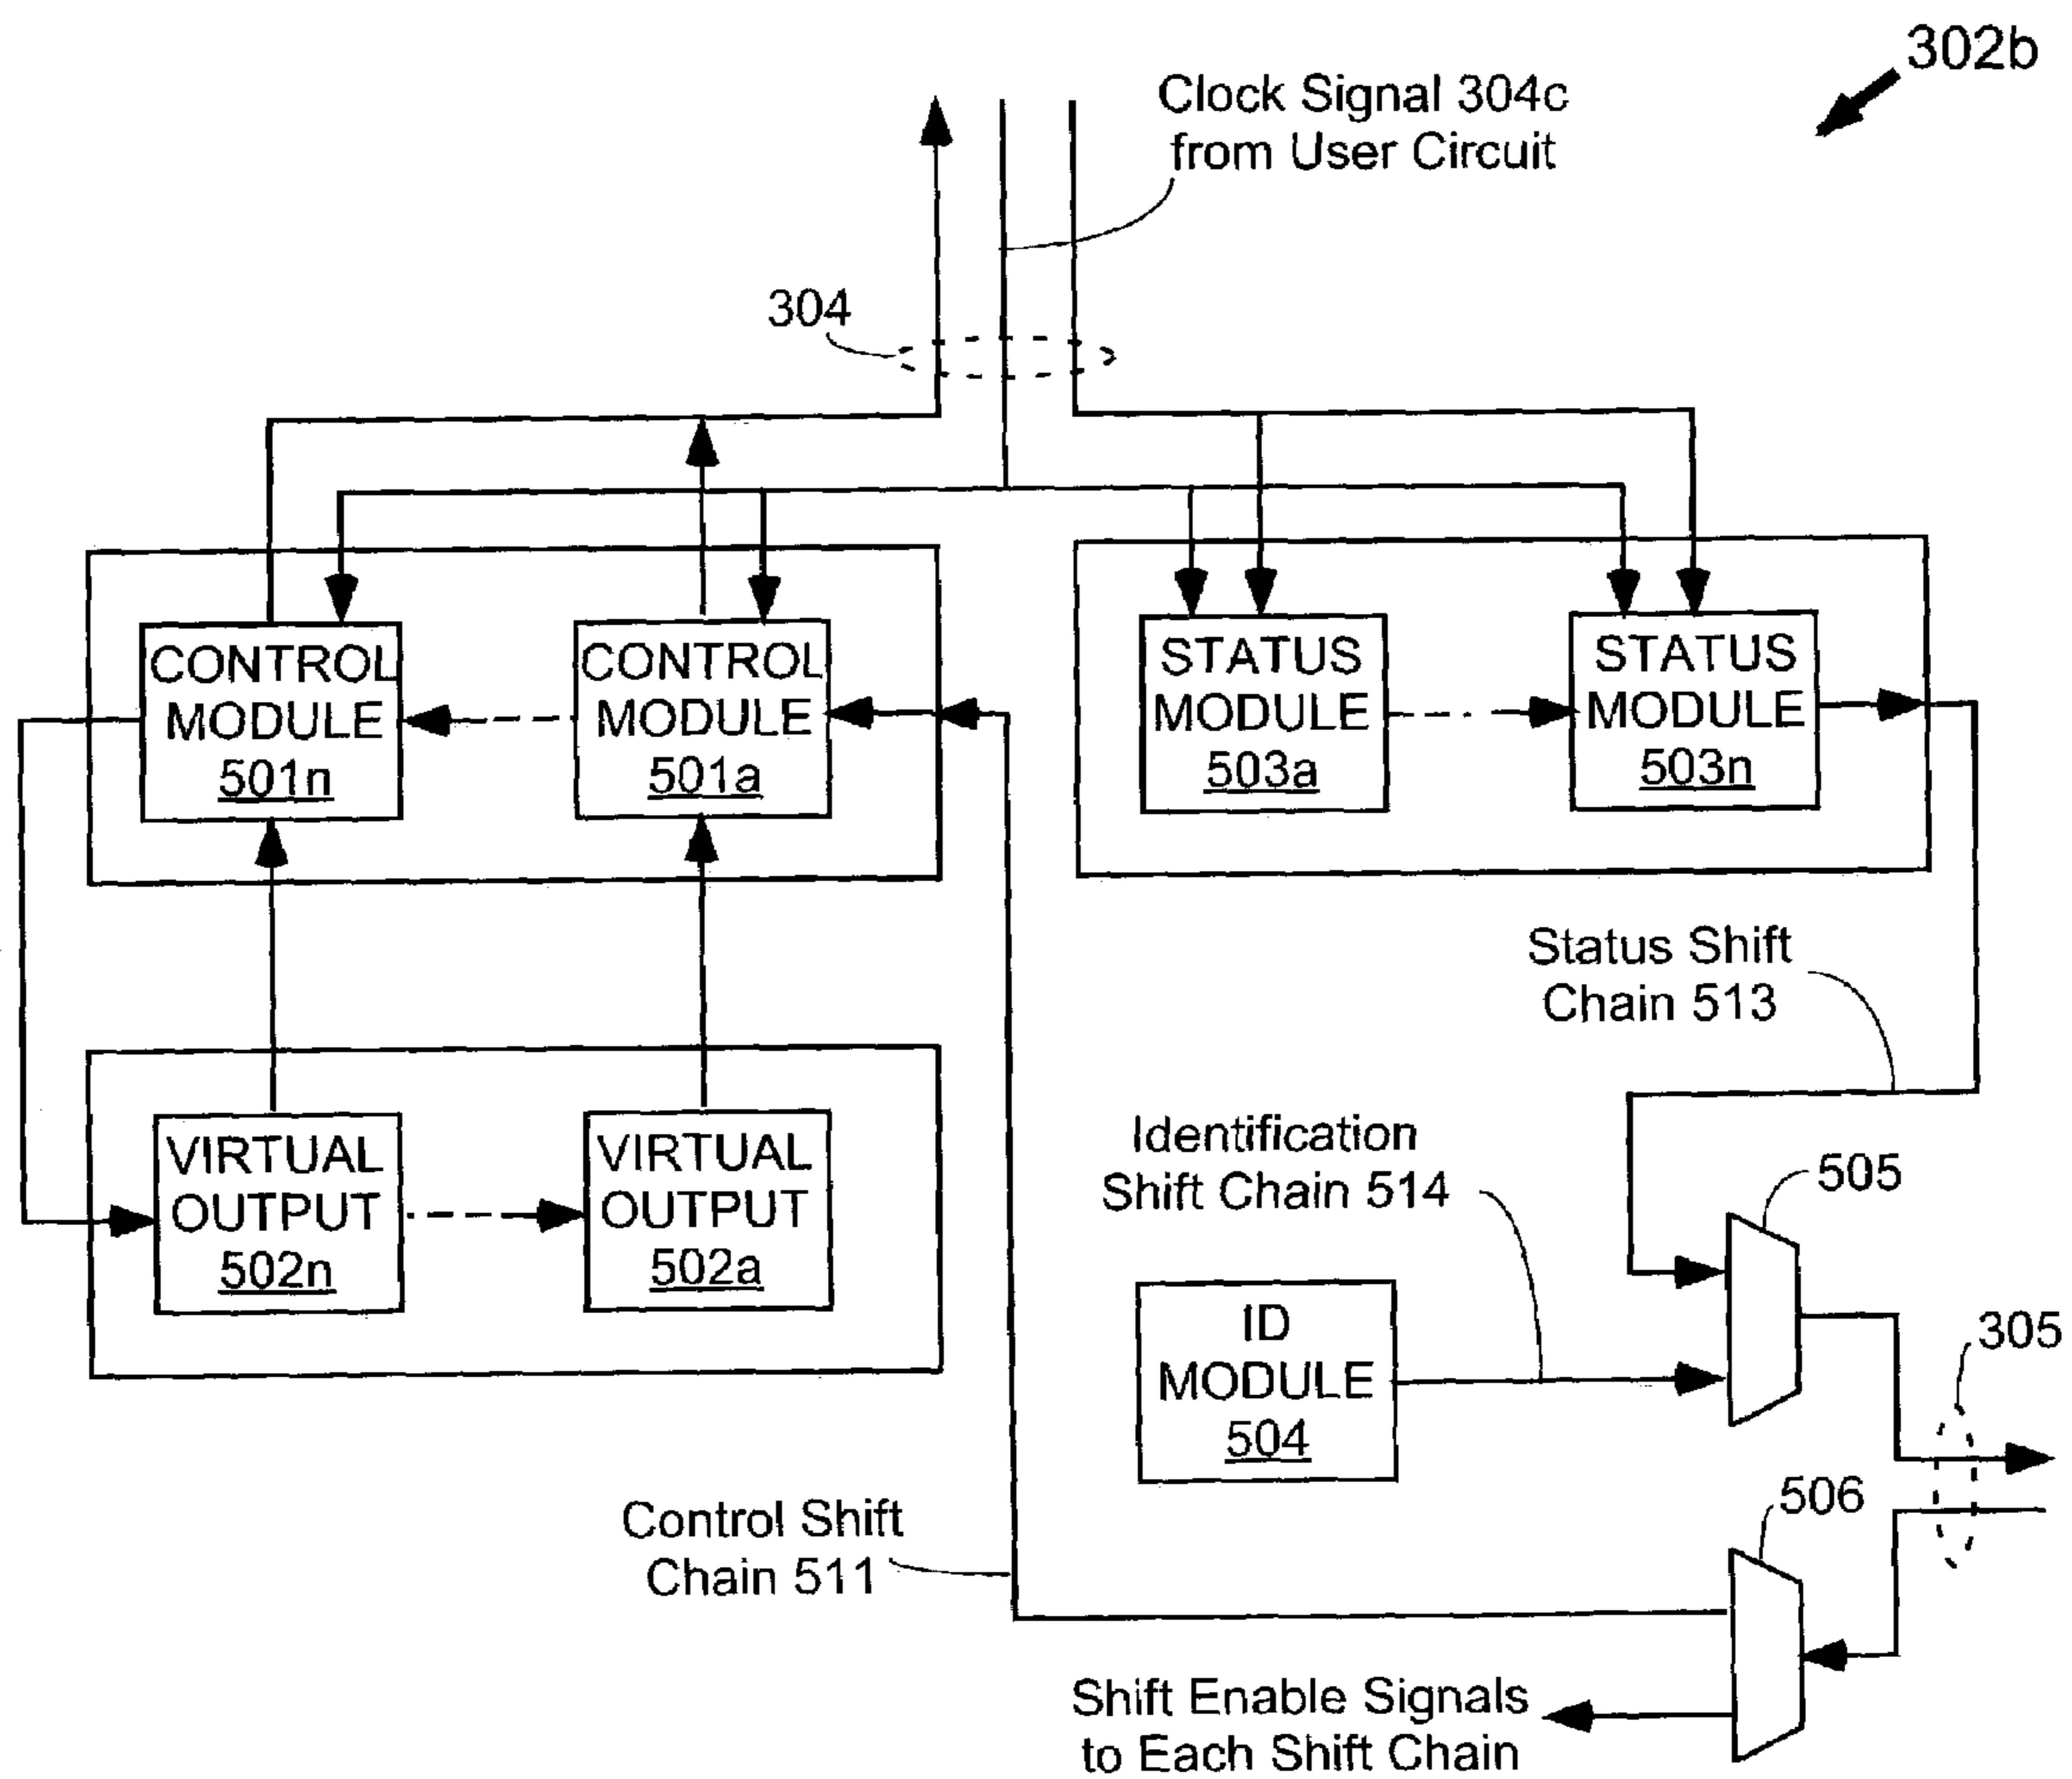 302b
Clock Signal 304c
from User Circuit
304
CONTROL
MODULE
501n
CONTROL
MODULE
501a
STATUS
MODULE
503a
STATUS
MODULE
503n
Status Shift
Chain 513
VIRTUAL
OUTPUT
502n
VIRTUAL
OUTPUT
502a
Identification
Shift Chain 514
505
ID
MODULE
504
305
506
Control Shift
Chain 511
Shift Enable Signals
to Each Shift Chain